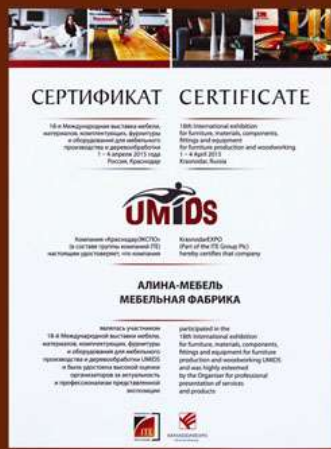 СЕРТИФИКАТ
CERTIFICATE
18-я Международная выставка мебели,
материалов, комплектующих, фурнитуры
и оборудования для мебельного
производства и деревообработки
1 – 4 апреля 2015 года
Россия, Краснодар
18th International exhibition
for furniture, materials, components,
fittings and equipment
for furniture production and woodworking
1 – 4 April 2015
Krasnodar, Russia
UMIDS
Компания «КраснодарЭКСПО»
(в составе группы компаний ITE)
настоящим удостоверяет, что компания
KrasnodarEXPO
(Part of the ITE Group Plc)
hereby certifies that company
АЛИНА-МЕБЕЛЬ
МЕБЕЛЬНАЯ ФАБРИКА
являлась участником
18-й Международной выставки мебели,
материалов, комплектующих, фурнитуры
и оборудования для мебельного
производства и деревообработки UMIDS
и была удостоена высокой оценки
организаторов за актуальность
и профессионализм представленной
экспозиции
participated in the
18th International exhibition
for furniture, materials, components,
fittings and equipment for furniture
production and woodworking UMIDS
and was highly esteemed
by the Organiser for professional
presentation of services
and products
ITE